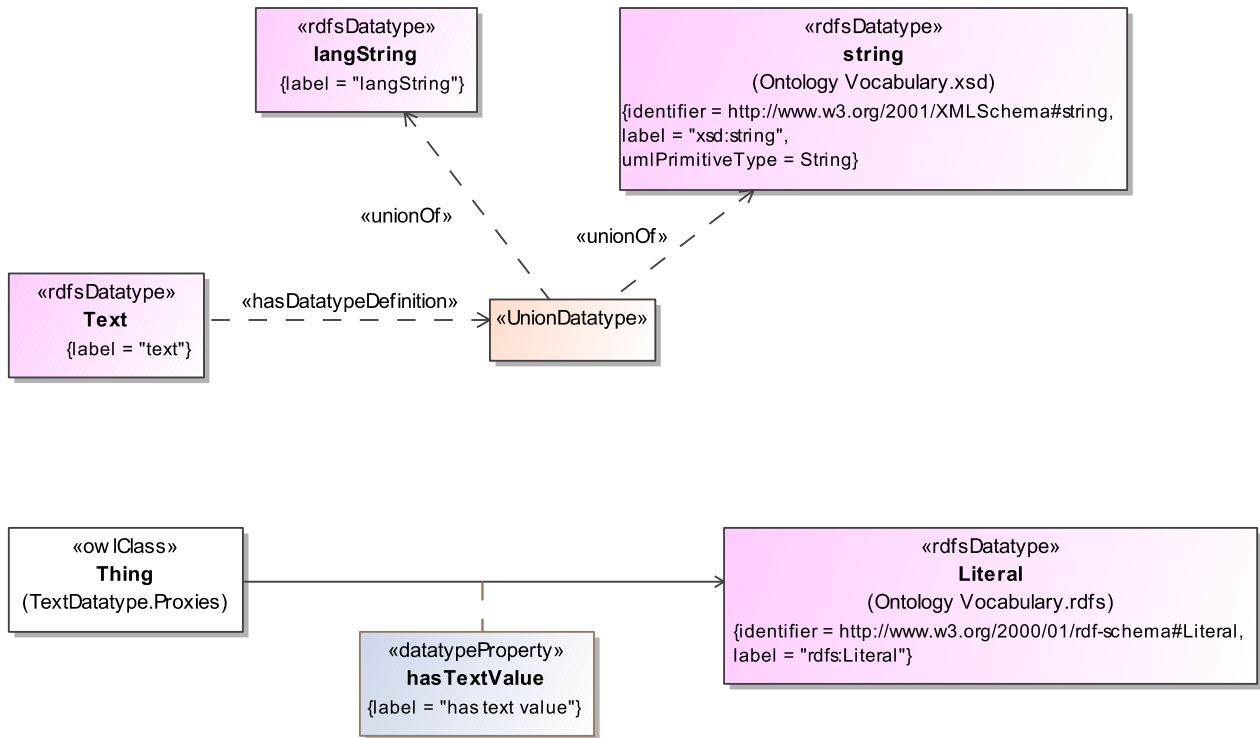 «rdfsDatatype»
langString
{label = "langString"}
«rdfsDatatype»
string
(Ontology Vocabulary.xsd)
{identifier = http://www.w3.org/2001/XMLSchema#string,
label = "xsd:string",
umlPrimitiveType = String}
«unionOf»
«unionOf»
«rdfsDatatype»
Text
{label = "text"}
«hasDatatypeDefinition»
«UnionDatatype»
«owlClass»
Thing
(TextDatatype.Proxies)
«rdfsDatatype»
Literal
(Ontology Vocabulary.rdfs)
{identifier = http://www.w3.org/2000/01/rdf-schema#Literal,
label = "rdfs:Literal"}
«datatypeProperty»
hasTextValue
{label = "has text value"}